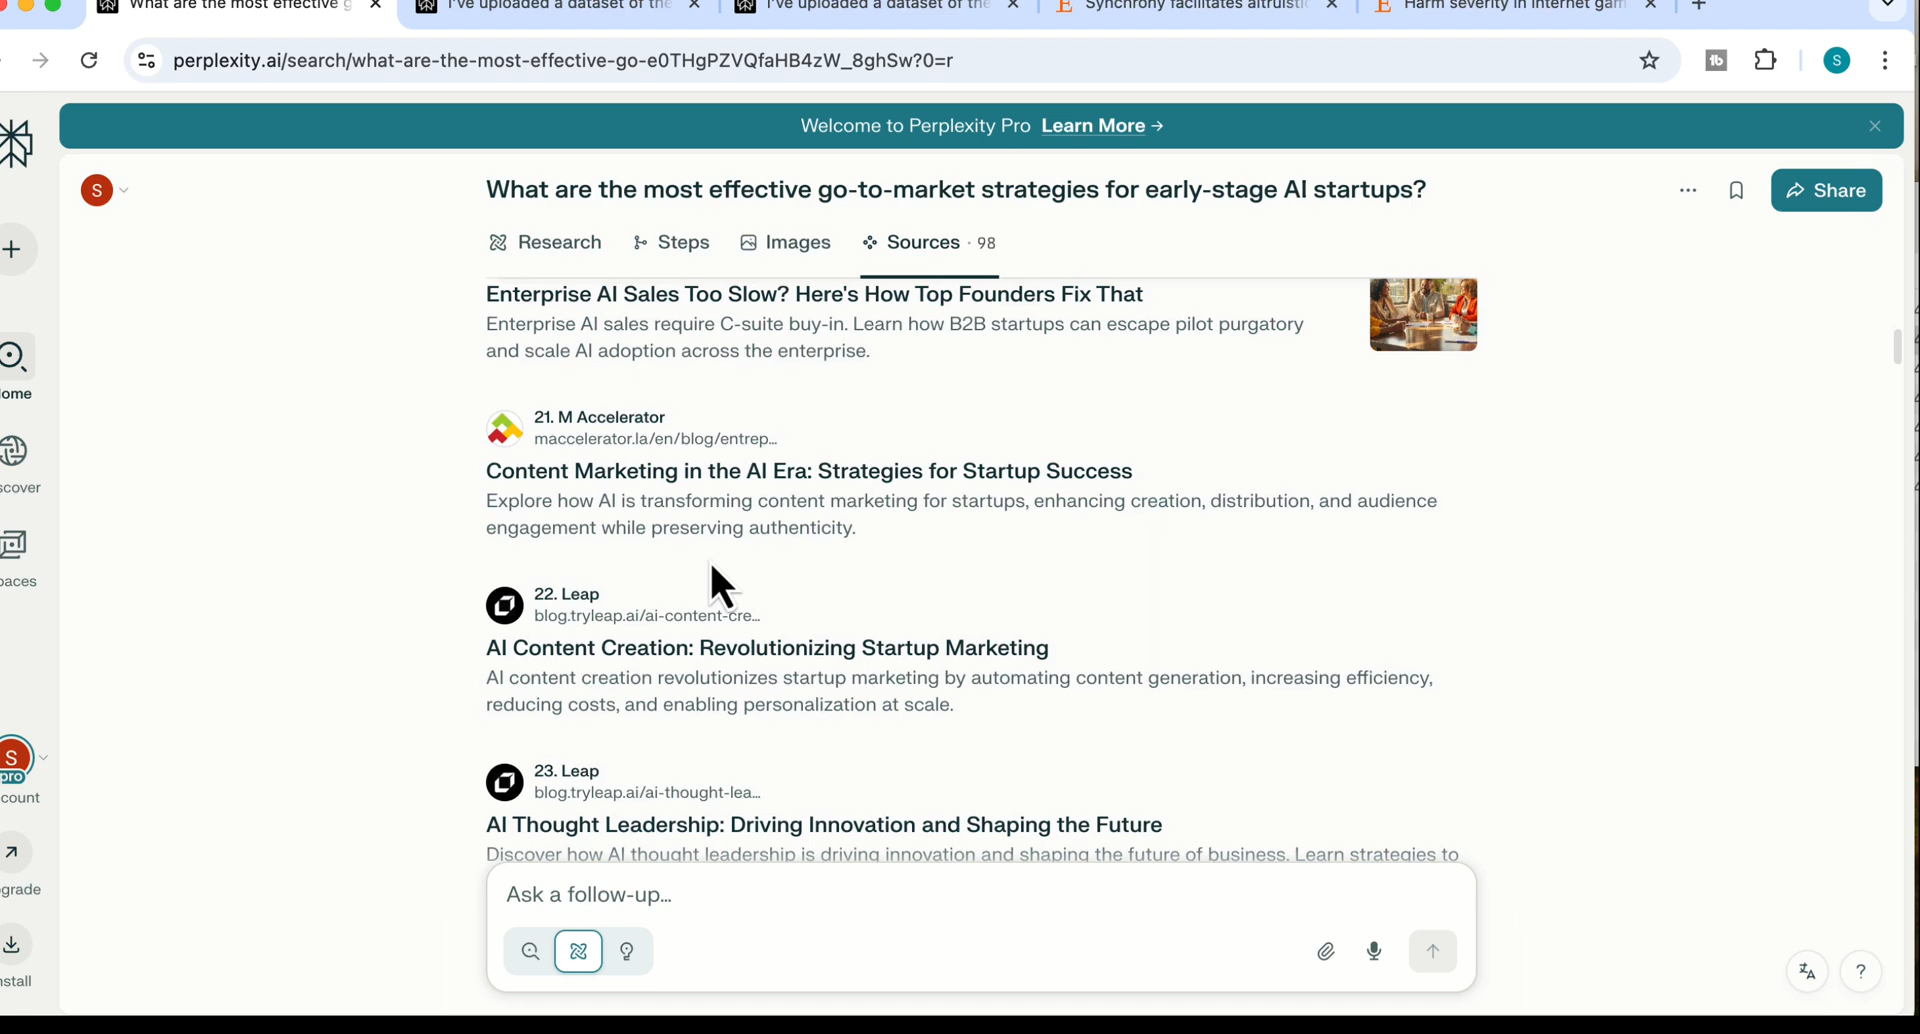 What are the most effective g
I've uploaded a dataset of the
I've uploaded a dataset of the
Synchrony facilitates altruistic
Harm severity in internet gam
perplexity.ai/search/what-are-the-most-effective-go-e0THgPZVQfaHB4zW_8ghSw?0=r
tb
S
Welcome to Perplexity Pro Learn More →
S
What are the most effective go-to-market strategies for early-stage AI startups?
Share
Research
Steps
Images
Sources · 98
Enterprise AI Sales Too Slow? Here's How Top Founders Fix That
Enterprise AI sales require C-suite buy-in. Learn how B2B startups can escape pilot purgatory
and scale AI adoption across the enterprise.
21. M Accelerator
maccelerator.la/en/blog/entrep...
Content Marketing in the AI Era: Strategies for Startup Success
Explore how AI is transforming content marketing for startups, enhancing creation, distribution, and audience
engagement while preserving authenticity.
22. Leap
blog.tryleap.ai/ai-content-cre...
AI Content Creation: Revolutionizing Startup Marketing
AI content creation revolutionizes startup marketing by automating content generation, increasing efficiency,
reducing costs, and enabling personalization at scale.
23. Leap
blog.tryleap.ai/ai-thought-lea...
AI Thought Leadership: Driving Innovation and Shaping the Future
Discover how AI thought leadership is driving innovation and shaping the future of business. Learn strategies to
Ask a follow-up...
ome
scover
paces
S
pro
count
grade
nstall
?